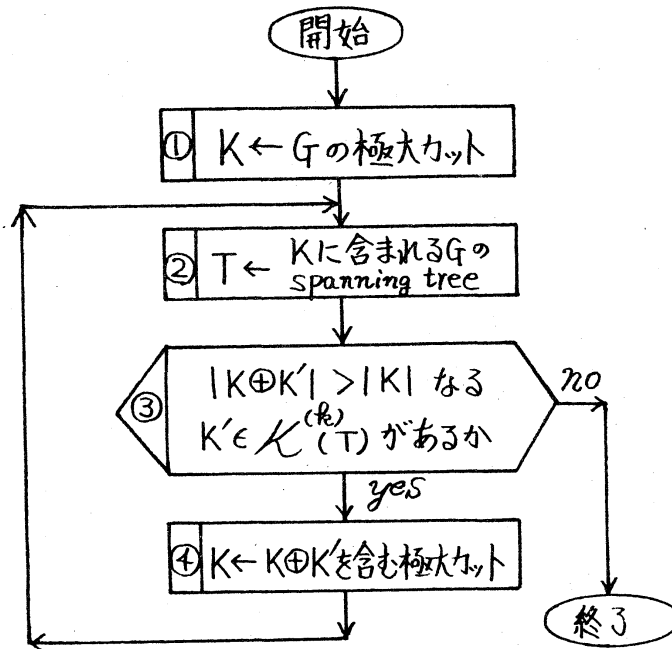 開始
① K ← G の極大カット
② T ← Kに含まれるGの
spanning tree
③ |K⊕K'| > |K| なる
K'∈𝒦^(k)(T) があるか
no
yes
④ K ← K⊕K'を含む極大カット
終了